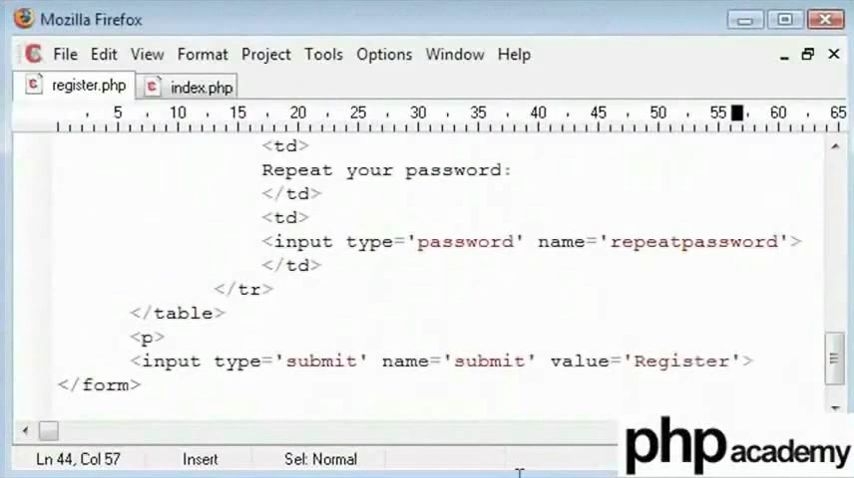 Mozilla Firefox
File Edit View Format Project Tools Options Window Help
register.php index.php
5 10 15 20 25 30 35 40 45 50 55 60 65
<td>
Repeat your password:
</td>
<td>
<input type='password' name='repeatpassword'>
</td>
</tr>
</table>
<p>
<input type='submit' name='submit' value='Register'>
</form>
Ln 44, Col 57 Insert Sel: Normal
php academy